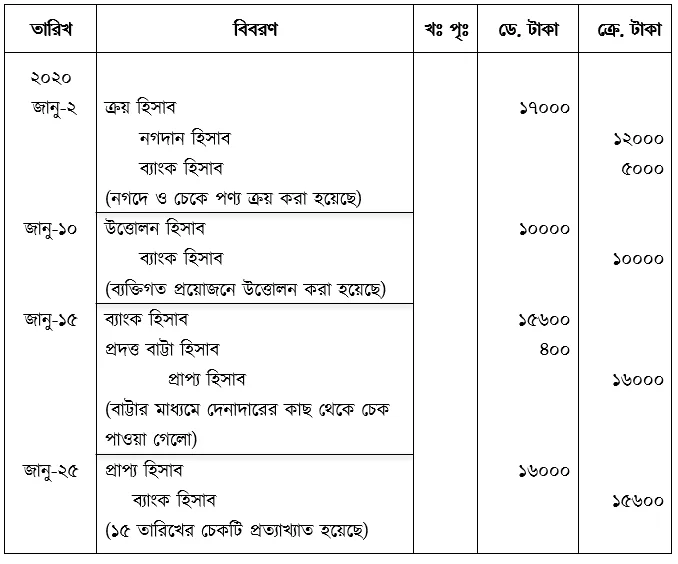 তারিখ বিবরণ খঃ পৃঃ ডে. টাকা ক্রে. টাকা
২০২০
জানু-২ ক্রয় হিসাব ১৭০০০
নগদান হিসাব ১২০০০
ব্যাংক হিসাব ৫০০০
(নগদে ও চেকে পণ্য ক্রয় করা হয়েছে)
জানু-১০ উত্তোলন হিসাব ১০০০০
ব্যাংক হিসাব ১০০০০
(ব্যক্তিগত প্রয়োজনে উত্তোলন করা হয়েছে)
জানু-১৫ ব্যাংক হিসাব ১৫৬০০
প্রদত্ত বাট্টা হিসাব ৪০০
প্রাপ্য হিসাব ১৬০০০
(বাট্টার মাধ্যমে দেনাদারের কাছ থেকে চেক
পাওয়া গেলো)
জানু-২৫ প্রাপ্য হিসাব ১৬০০০
ব্যাংক হিসাব ১৫৬০০
(১৫ তারিখের চেকটি প্রত্যাখ্যাত হয়েছে)